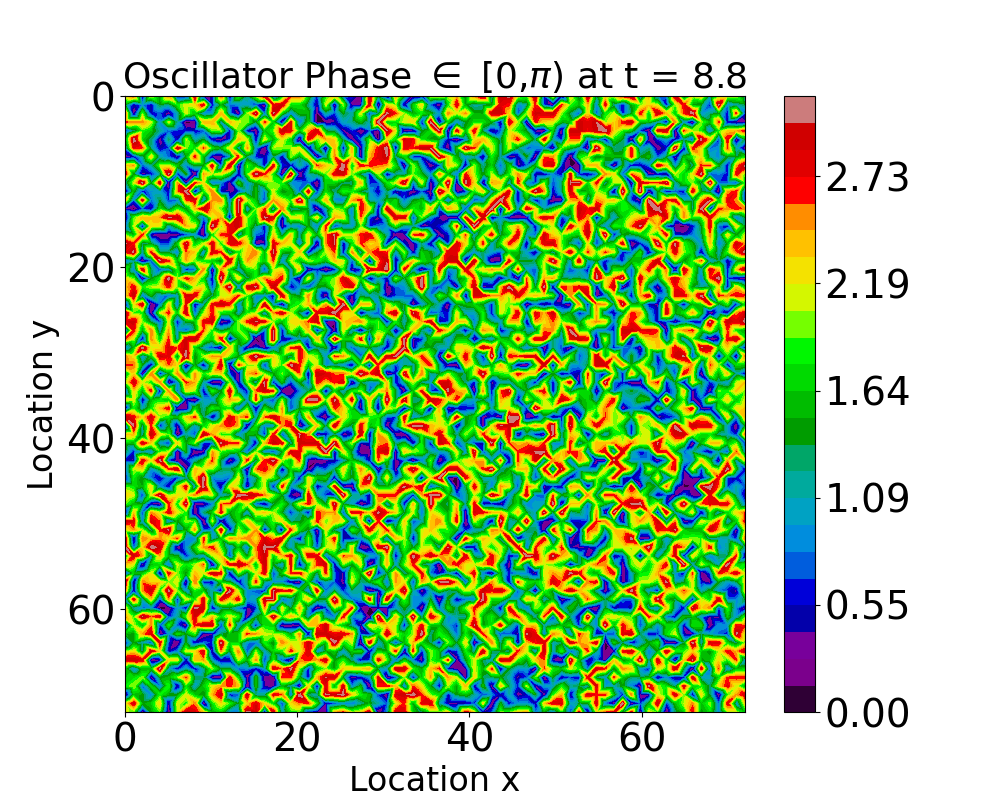 Oscillator Phase ∈ [0,π) at t = 8.8
0
20
40
60
Location y
0 20 40 60
Location x
2.73
2.19
1.64
1.09
0.55
0.00